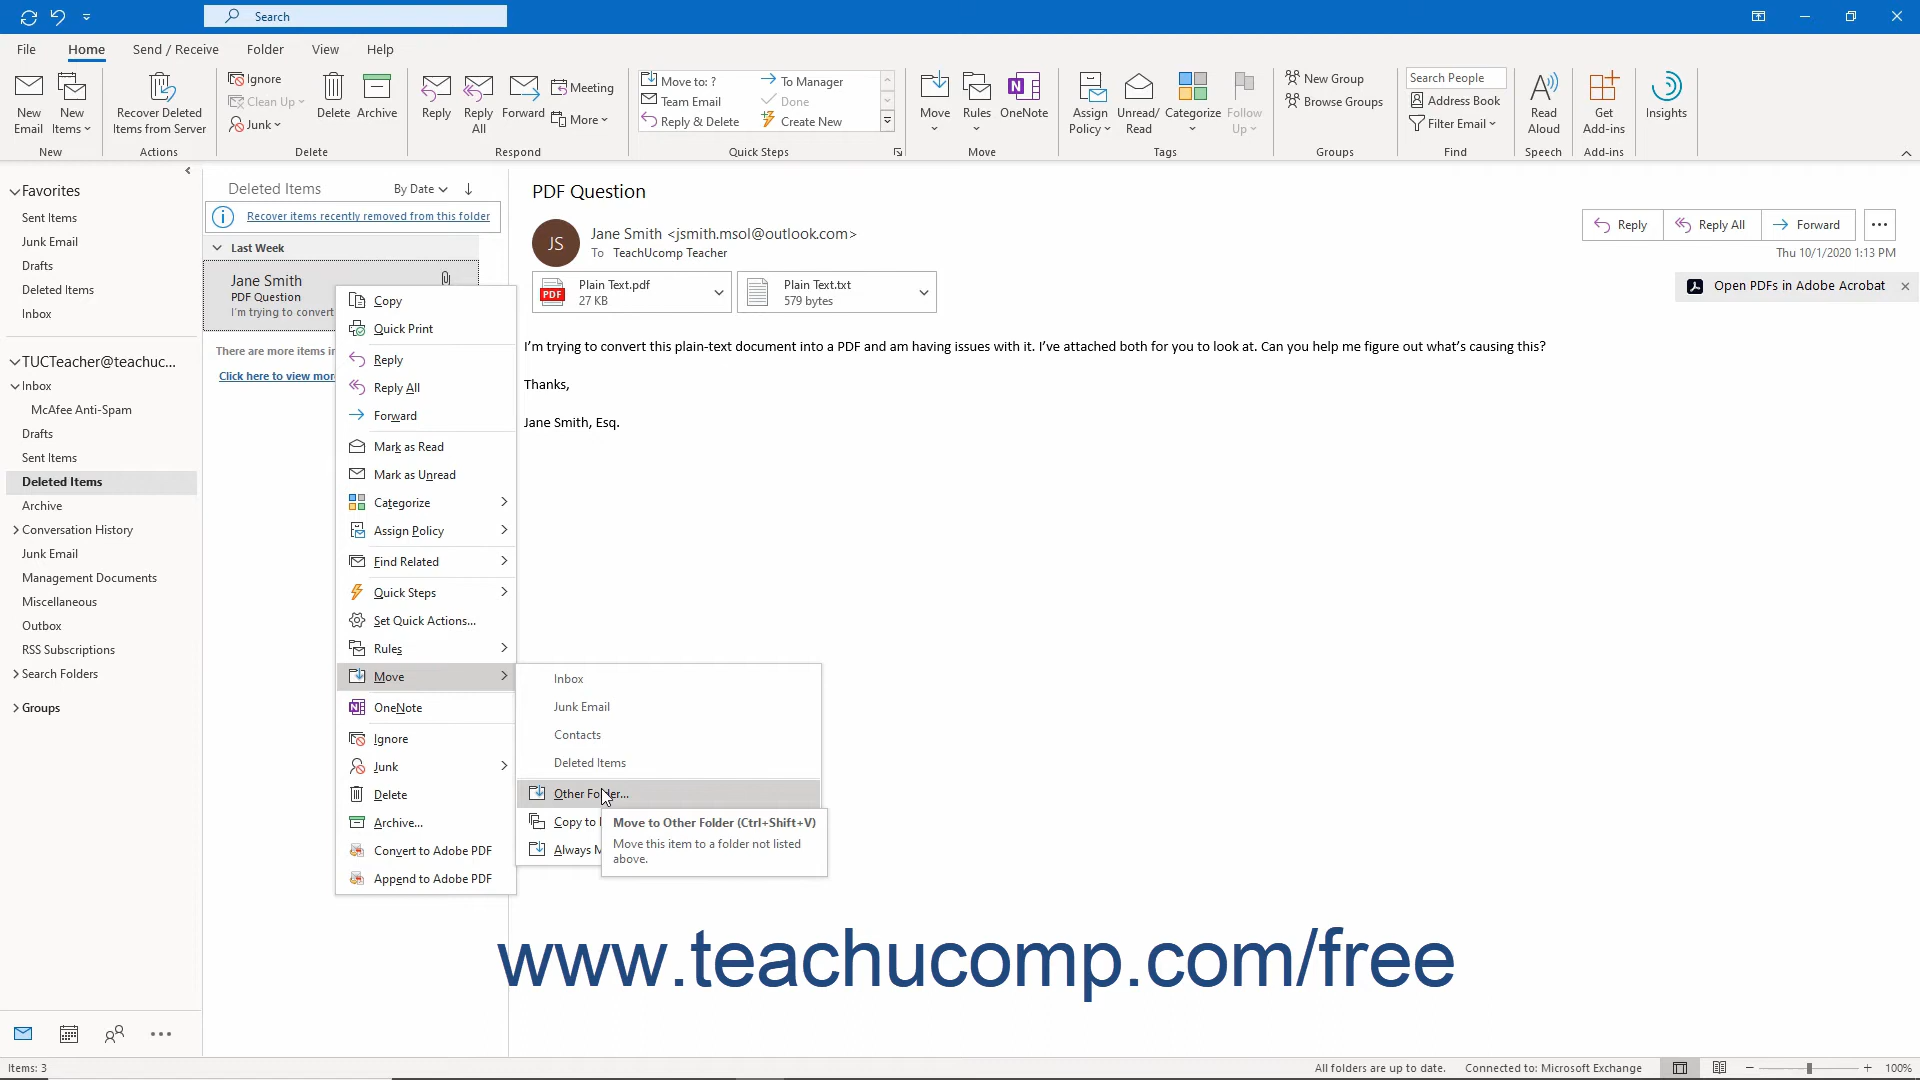 Search
File Home Send / Receive Folder View Help
New Email
New Items
New
Recover Deleted Items from Server
Actions
Ignore
Clean Up
Junk
Delete
Archive
Delete
Reply
Reply All
Forward
Meeting
More
Respond
Move to: ?
Team Email
Reply & Delete
To Manager
Done
Create New
Quick Steps
Move
Rules
OneNote
Move
Assign Policy
Unread/ Read
Categorize
Follow Up
Tags
New Group
Browse Groups
Groups
Search People
Address Book
Filter Email
Find
Read Aloud
Speech
Get Add-ins
Add-ins
Insights
Favorites
Sent Items
Junk Email
Drafts
Deleted Items
Inbox
TUCTeacher@teachuc...
Inbox
McAfee Anti-Spam
Drafts
Sent Items
Deleted Items
Archive
Conversation History
Junk Email
Management Documents
Miscellaneous
Outbox
RSS Subscriptions
Search Folders
Groups
Deleted Items By Date
Recover items recently removed from this folder
Last Week
Jane Smith
PDF Question
I'm trying to convert
There are more items in
Click here to view mor
Copy
Quick Print
Reply
Reply All
Forward
Mark as Read
Mark as Unread
Categorize
Assign Policy
Find Related
Quick Steps
Set Quick Actions...
Rules
Move
OneNote
Ignore
Junk
Delete
Archive...
Convert to Adobe PDF
Append to Adobe PDF
Inbox
Junk Email
Contacts
Deleted Items
Other Folder...
Copy to
Always M
Move to Other Folder (Ctrl+Shift+V)
Move this item to a folder not listed
above.
PDF Question
JS
Jane Smith <jsmith.msol@outlook.com>
To TeachUcomp Teacher
Reply Reply All Forward
Thu 10/1/2020 1:13 PM
PDF
Plain Text.pdf
27 KB
Plain Text.txt
579 bytes
Open PDFs in Adobe Acrobat
I'm trying to convert this plain-text document into a PDF and am having issues with it. I've attached both for you to look at. Can you help me figure out what's causing this?
Thanks,
Jane Smith, Esq.
www.teachucomp.com/free
Items: 3
All folders are up to date. Connected to: Microsoft Exchange 100%